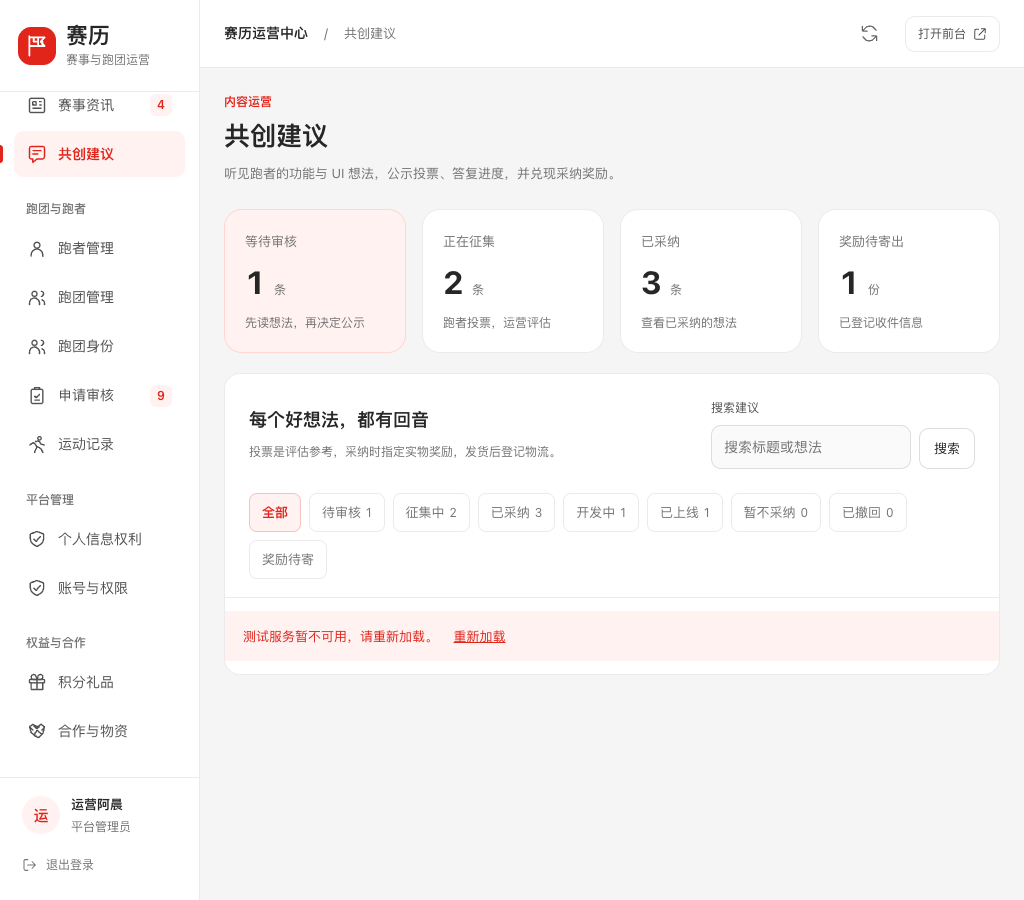 赛历
赛事与跑团运营
赛事资讯 4
共创建议
跑团与跑者
跑者管理
跑团管理
跑团身份
申请审核 9
运动记录
平台管理
个人信息权利
账号与权限
权益与合作
积分礼品
合作与物资
运
运营阿晨
平台管理员
退出登录
赛历运营中心 / 共创建议
打开前台
内容运营
共创建议
听见跑者的功能与 UI 想法，公示投票、答复进度，并兑现采纳奖励。
等待审核
1 条
先读想法，再决定公示
正在征集
2 条
跑者投票，运营评估
已采纳
3 条
查看已采纳的想法
奖励待寄出
1 份
已登记收件信息
每个好想法，都有回音
投票是评估参考，采纳时指定实物奖励，发货后登记物流。
搜索建议
搜索标题或想法
搜索
全部 待审核 1 征集中 2 已采纳 3 开发中 1 已上线 1 暂不采纳 0 已撤回 0
奖励待寄
测试服务暂不可用，请重新加载。 重新加载